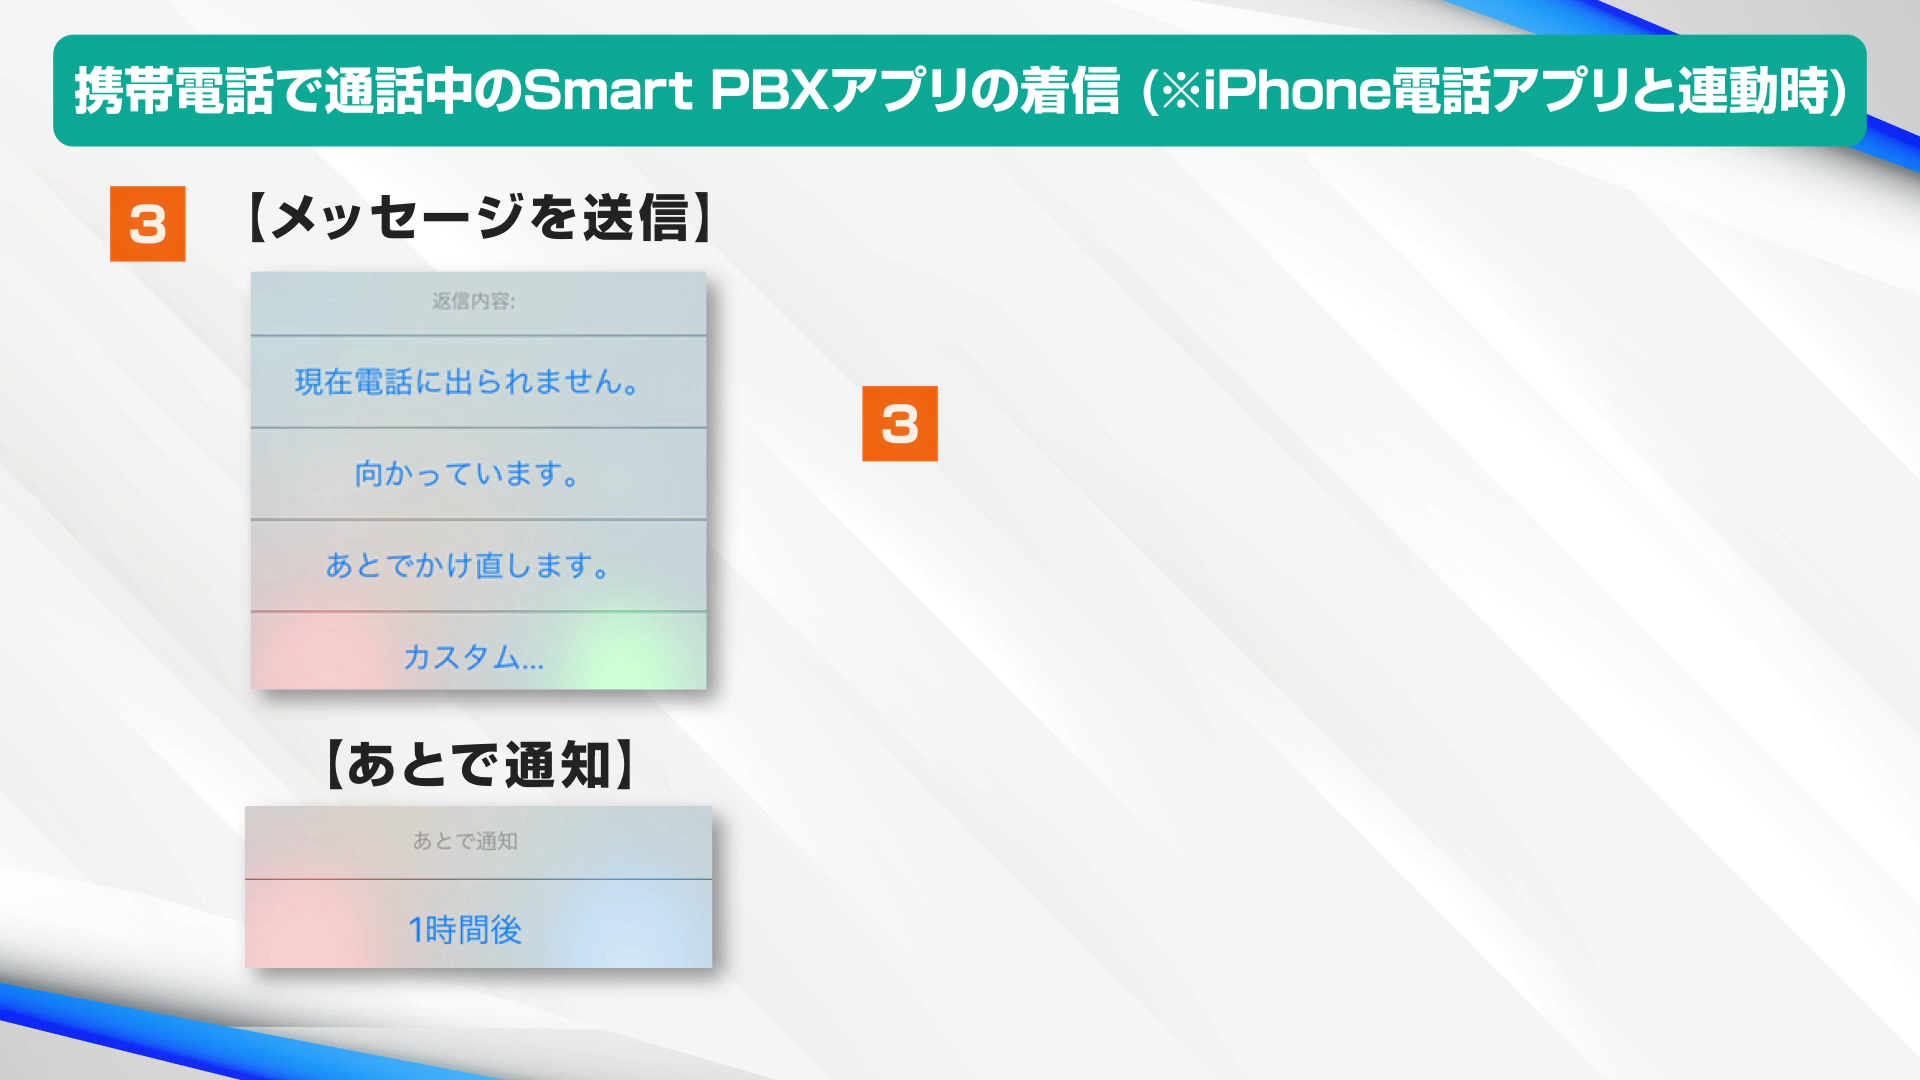 携帯電話で通話中のSmart PBXアプリの着信 (※iPhone電話アプリと連動時)
3
【メッセージを送信】
返信内容:
現在電話に出られません。
向かっています。
あとでかけ直します。
カスタム...
3
【あとで通知】
あとで通知
1時間後